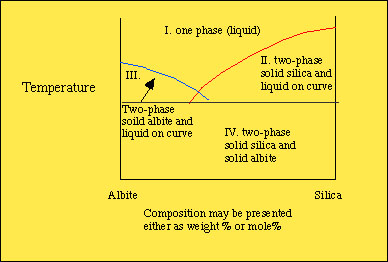 I. one phase (liquid)
III.
II. two-phase
solid silica and
liquid on curve
Temperature
Two-phase
soild albite and
liquid on curve
IV. two-phase
solid silica and
solid albite
Albite
Silica
Composition may be presented
either as weight % or mole%